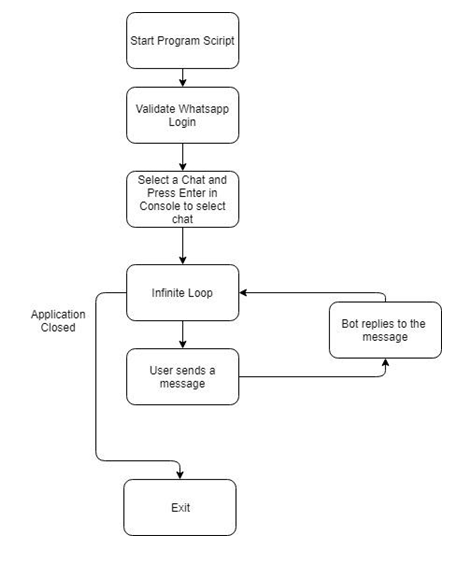 Start Program Sciript
Validate Whatsapp
Login
Select a Chat and
Press Enter in
Console to select
chat
Infinite Loop
Application
Closed
Bot replies to the
message
User sends a
message
Exit